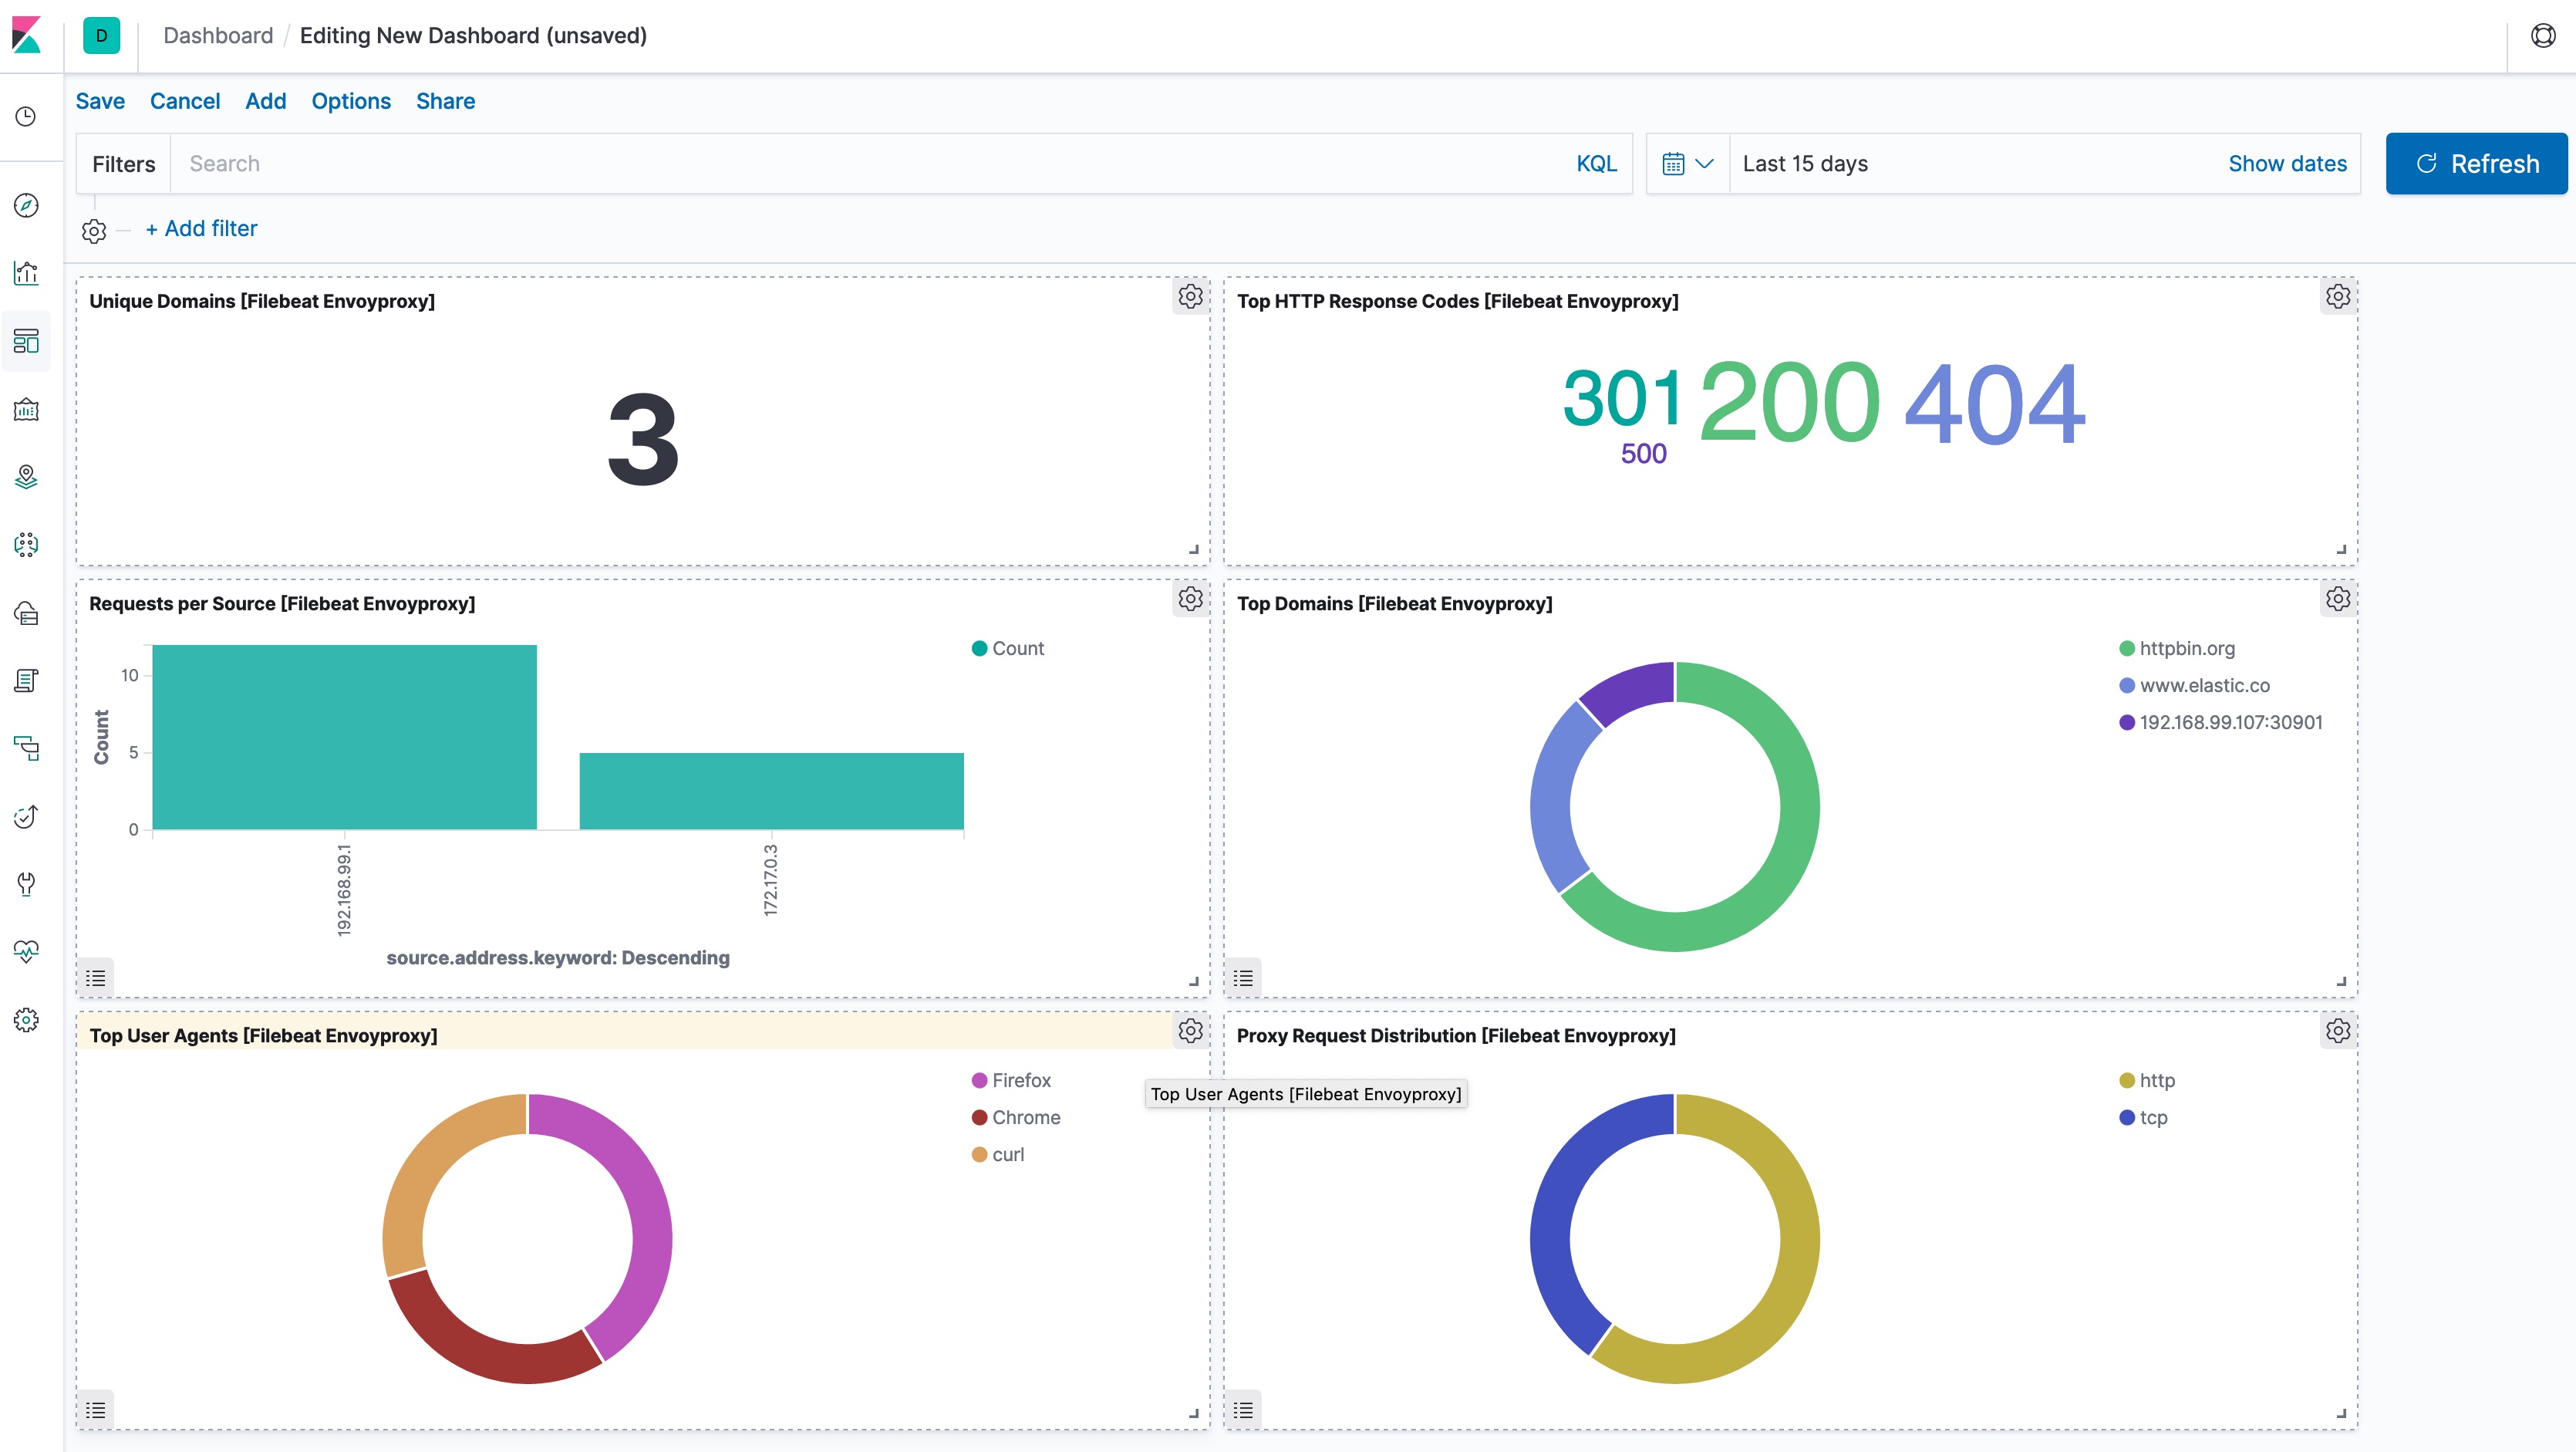 D Dashboard / Editing New Dashboard (unsaved)
Save Cancel Add Options Share
Filters Search KQL Last 15 days Show dates Refresh
+ Add filter
Unique Domains [Filebeat Envoyproxy]
3
Top HTTP Response Codes [Filebeat Envoyproxy]
301 200 404
500
Requests per Source [Filebeat Envoyproxy]
Count
10
5
0
Count
192.168.99.1
172.17.0.3
source.address.keyword: Descending
Top Domains [Filebeat Envoyproxy]
httpbin.org
www.elastic.co
192.168.99.107:30901
Top User Agents [Filebeat Envoyproxy]
Firefox
Chrome
curl
Top User Agents [Filebeat Envoyproxy]
Proxy Request Distribution [Filebeat Envoyproxy]
http
tcp